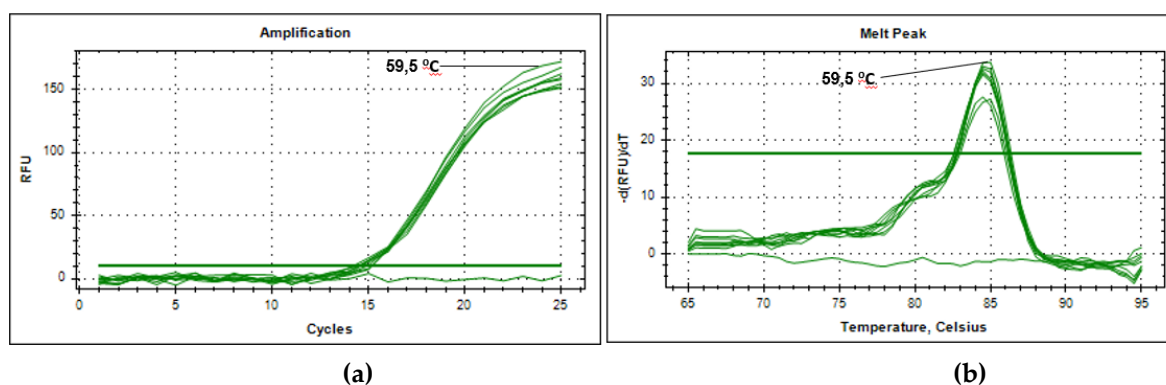 Amplification
59,5 ºC
150
100
50
0
RFU
0
5
10
15
20
25
Cycles
(a)
Melt Peak
59,5 ºC
30
20
10
0
-d(RFU)/dT
65
70
75
80
85
90
95
Temperature, Celsius
(b)